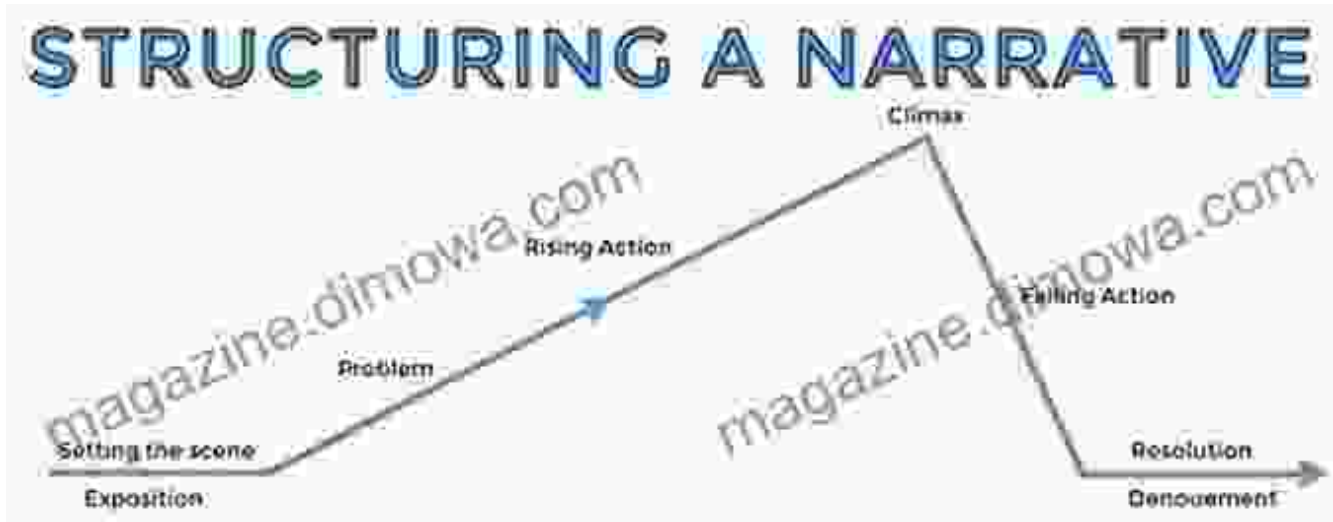 STRUCTURING A NARRATIVE
Climax
magazine.dimowa.com
magazine.dimowa.com
Rising Action
Falling Action
Problem
Setting the scene
Resolution
Exposition
Denouement